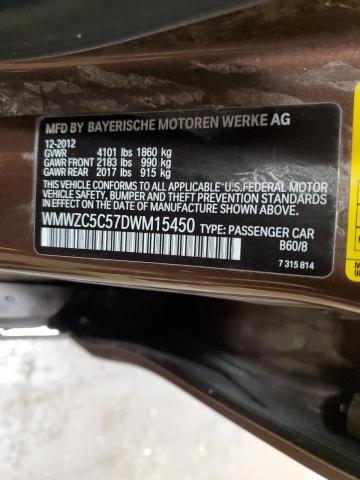 MFD BY BAYERISCHE MOTOREN WERKE AG
12-2012
GVWR 4101 lbs 1860 kg
GAWR FRONT 2183 lbs 990 kg
GAWR REAR 2017 lbs 915 kg
THIS VEHICLE CONFORMS TO ALL APPLICABLE U.S. FEDERAL MOTOR
VEHICLE SAFETY, BUMPER AND THEFT PREVENTION STANDARDS
IN EFFECT ON THE DATE OF MANUFACTURE SHOWN ABOVE.
WMWZC5C57DWM15450 TYPE: PASSENGER CAR
B60/8
7 315 814